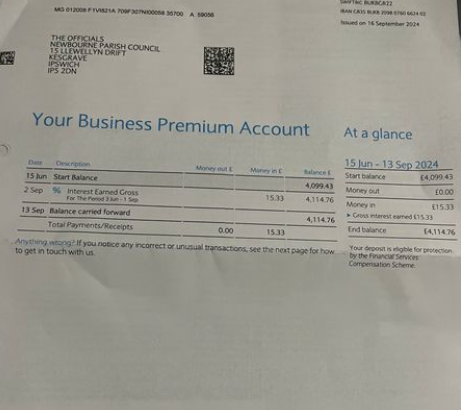 Issued on 16 September 2024
THE OFFICIALS
NEWBOURNE PARISH COUNCIL
15 LLEWELLYN DRIFT
KESGRAVE
IPSWICH
IP5 2DN
Your Business Premium Account
Date Description Money out £ Money in £ Balance £
15 Jun Start Balance 4,099.43
2 Sep % Interest Earned Gross 15.33 4,114.76
For The Period 3 Jun - 1 Sep
13 Sep Balance carried forward 4,114.76
Total Payments/Receipts 0.00 15.33
Anything wrong? If you notice any incorrect or unusual transactions, see the next page for how
to get in touch with us.
At a glance
15 Jun - 13 Sep 2024
Start balance £4,099.43
Money out £0.00
Money in £15.33
▸ Gross interest earned £15.33
End balance £4,114.76
Your deposit is eligible for protection
by the Financial Services
Compensation Scheme.